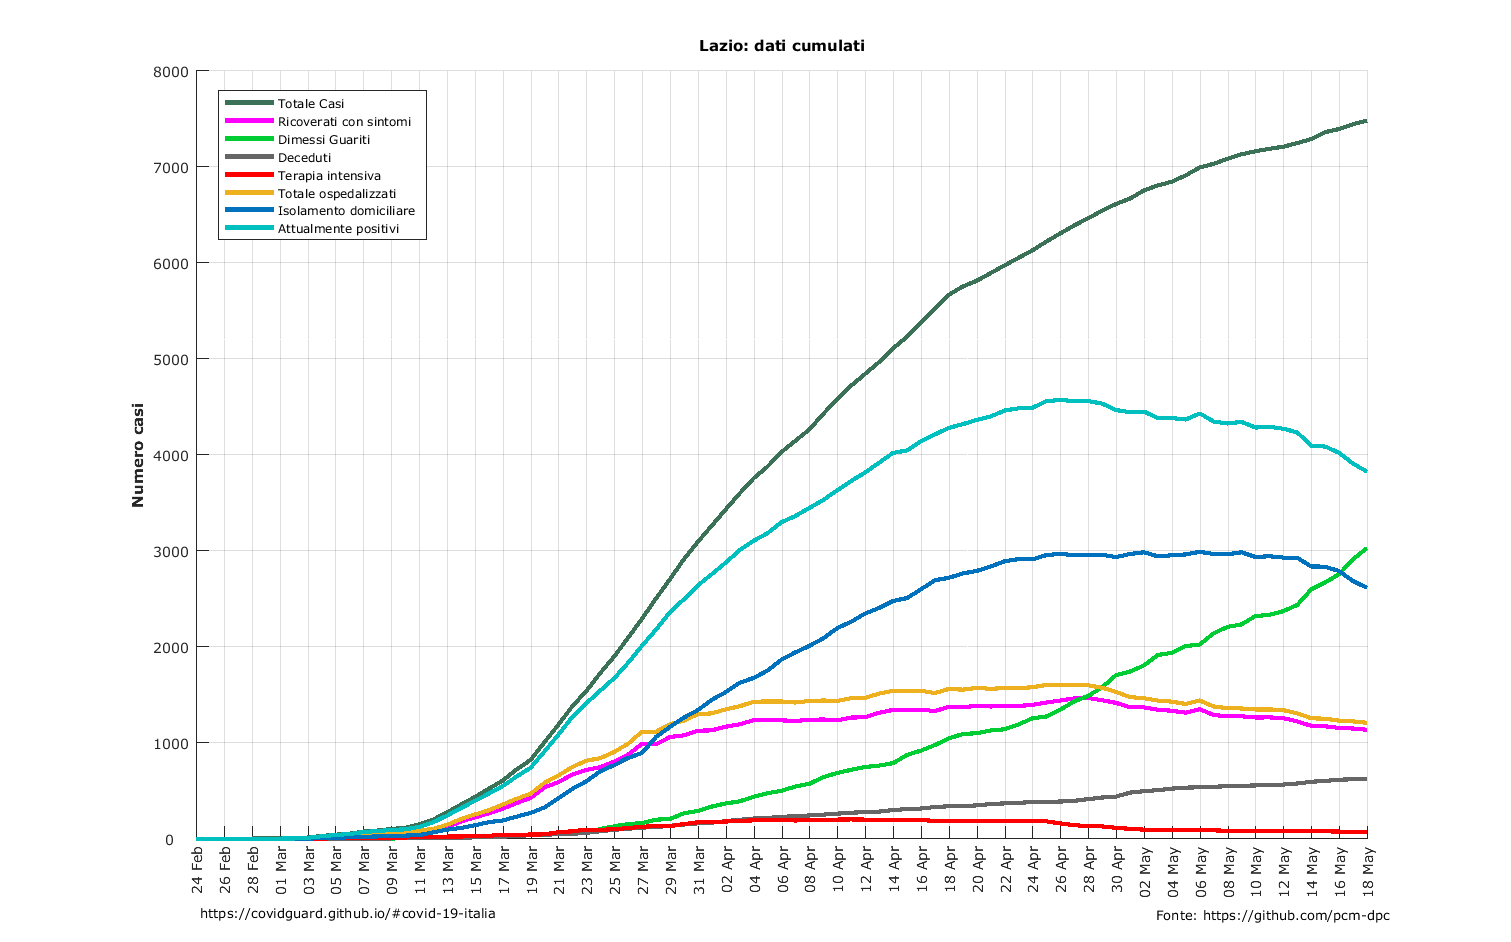 Lazio: dati cumulati
Numero casi
8000
7000
6000
5000
4000
3000
2000
1000
0
Totale Casi
Ricoverati con sintomi
Dimessi Guariti
Deceduti
Terapia intensiva
Totale ospedalizzati
Isolamento domiciliare
Attualmente positivi
24 Feb
26 Feb
28 Feb
01 Mar
03 Mar
05 Mar
07 Mar
09 Mar
11 Mar
13 Mar
15 Mar
17 Mar
19 Mar
21 Mar
23 Mar
25 Mar
27 Mar
29 Mar
31 Mar
02 Apr
04 Apr
06 Apr
08 Apr
10 Apr
12 Apr
14 Apr
16 Apr
18 Apr
20 Apr
22 Apr
24 Apr
26 Apr
28 Apr
30 Apr
02 May
04 May
06 May
08 May
10 May
12 May
14 May
16 May
18 May
https://covidguard.github.io/#covid-19-italia
Fonte: https://github.com/pcm-dpc